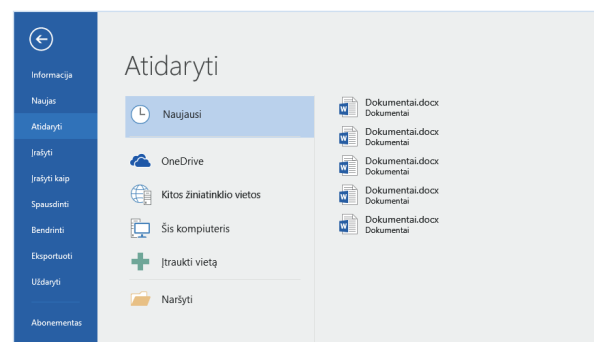 Informacija
Naujas
Atidaryti
Įrašyti
Įrašyti kaip
Spausdinti
Bendrinti
Eksportuoti
Uždaryti
Abonementas
Atidaryti
Naujausi
OneDrive
Kitos žiniatinklio vietos
Šis kompiuteris
Įtraukti vietą
Naršyti
Dokumentai.docx
Dokumentai
Dokumentai.docx
Dokumentai
Dokumentai.docx
Dokumentai
Dokumentai.docx
Dokumentai
Dokumentai.docx
Dokumentai